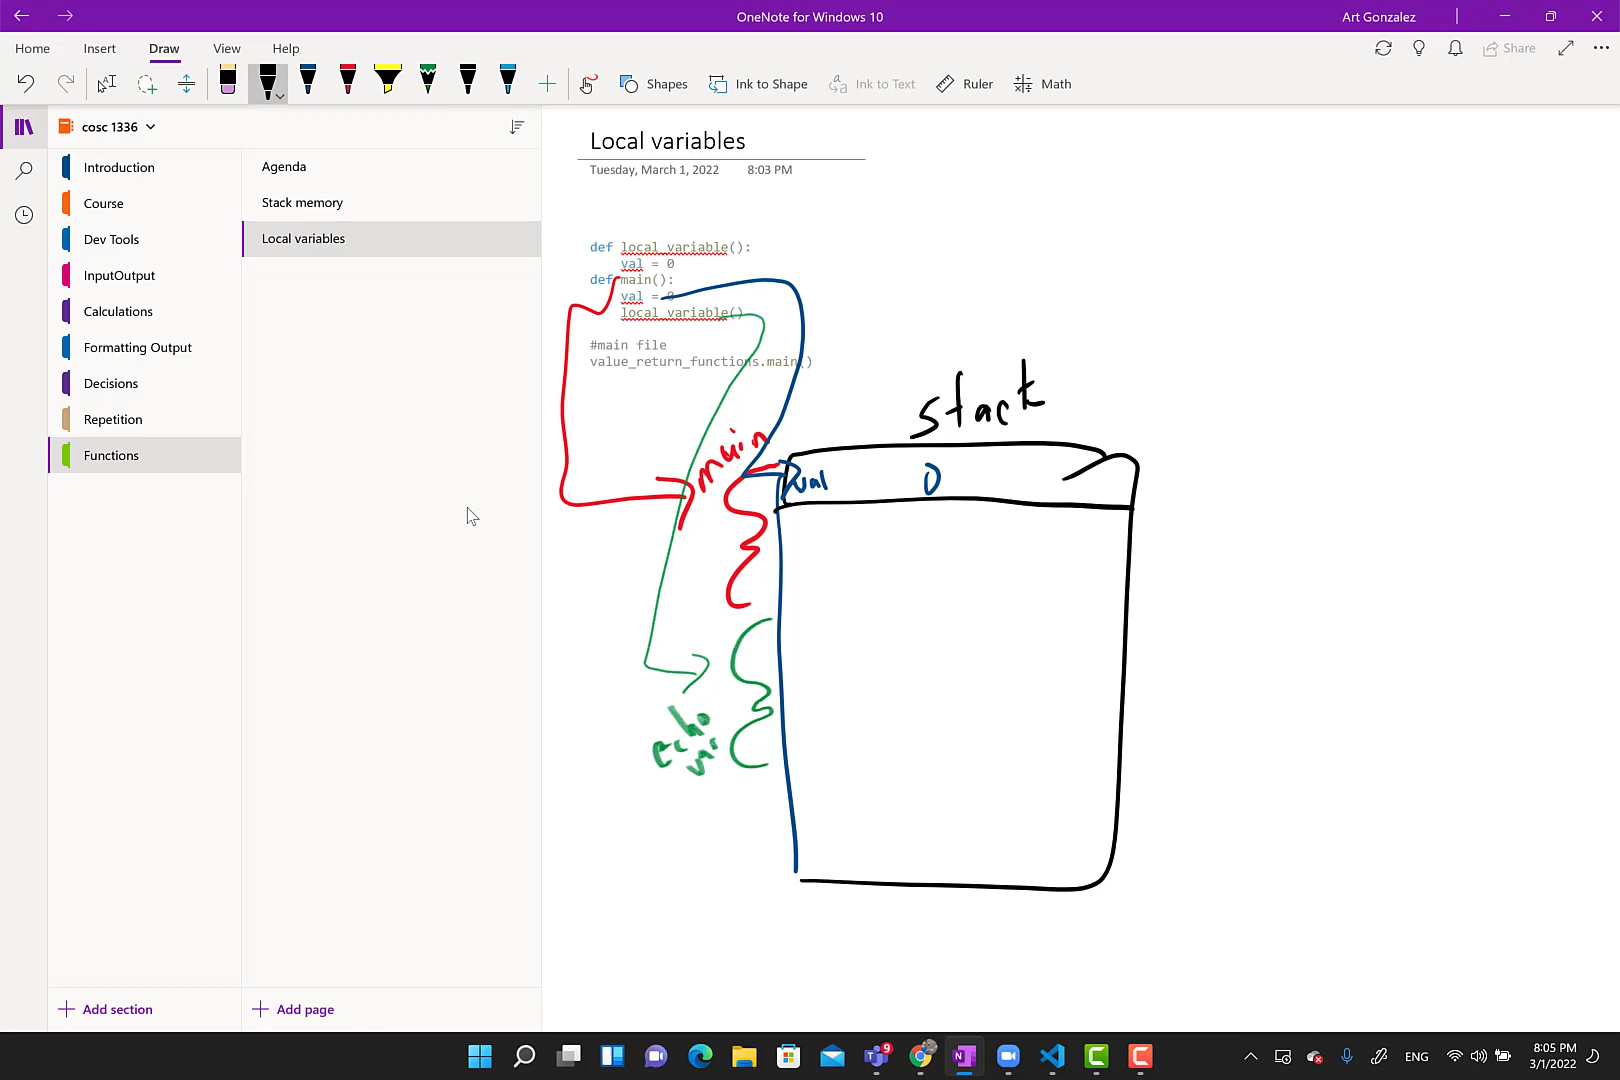 OneNote for Windows 10
Art Gonzalez
Home Insert Draw View Help
Share
Shapes Ink to Shape Ink to Text Ruler Math
cosc 1336
Introduction
Course
Dev Tools
InputOutput
Calculations
Formatting Output
Decisions
Repetition
Functions
Agenda
Stack memory
Local variables
Local variables
Tuesday, March 1, 2022 8:03 PM
def local_variable():
val = 0
def main():
val = 0
local_variable()
#main file
value_return_functions.main()
stack
main
val 0
Add section
Add page
9
N
ENG
8:05 PM
3/1/2022